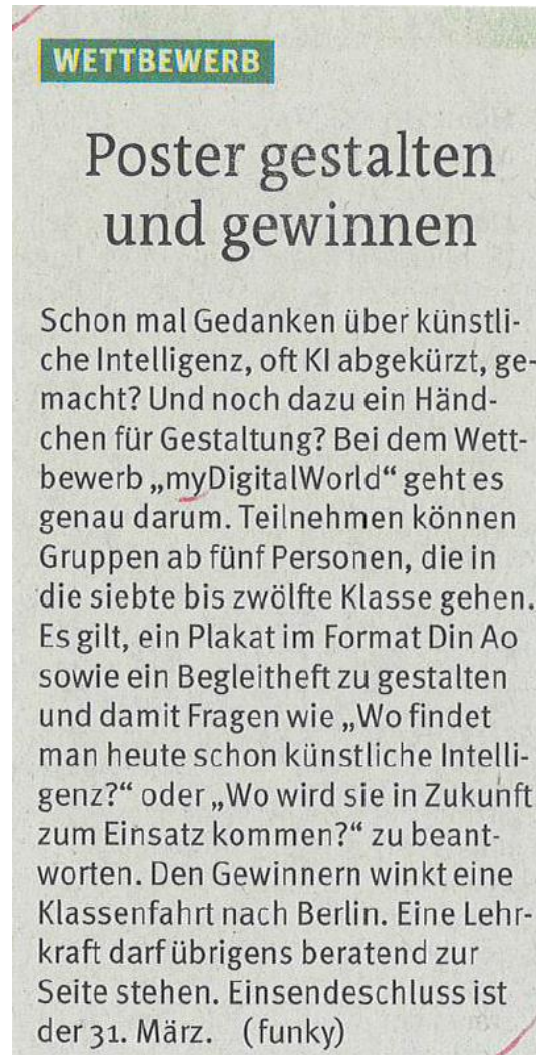 WETTBEWERB
Poster gestalten
und gewinnen
Schon mal Gedanken über künstli-
che Intelligenz, oft KI abgekürzt, ge-
macht? Und noch dazu ein Händ-
chen für Gestaltung? Bei dem Wett-
bewerb „myDigitalWorld“ geht es
genau darum. Teilnehmen können
Gruppen ab fünf Personen, die in
die siebte bis zwölfte Klasse gehen.
Es gilt, ein Plakat im Format Din A0
sowie ein Begleitheft zu gestalten
und damit Fragen wie „Wo findet
man heute schon künstliche Intelli-
genz?“ oder „Wo wird sie in Zukunft
zum Einsatz kommen?“ zu beant-
worten. Den Gewinnern winkt eine
Klassenfahrt nach Berlin. Eine Lehr-
kraft darf übrigens beratend zur
Seite stehen. Einsendeschluss ist
der 31. März. (funky)